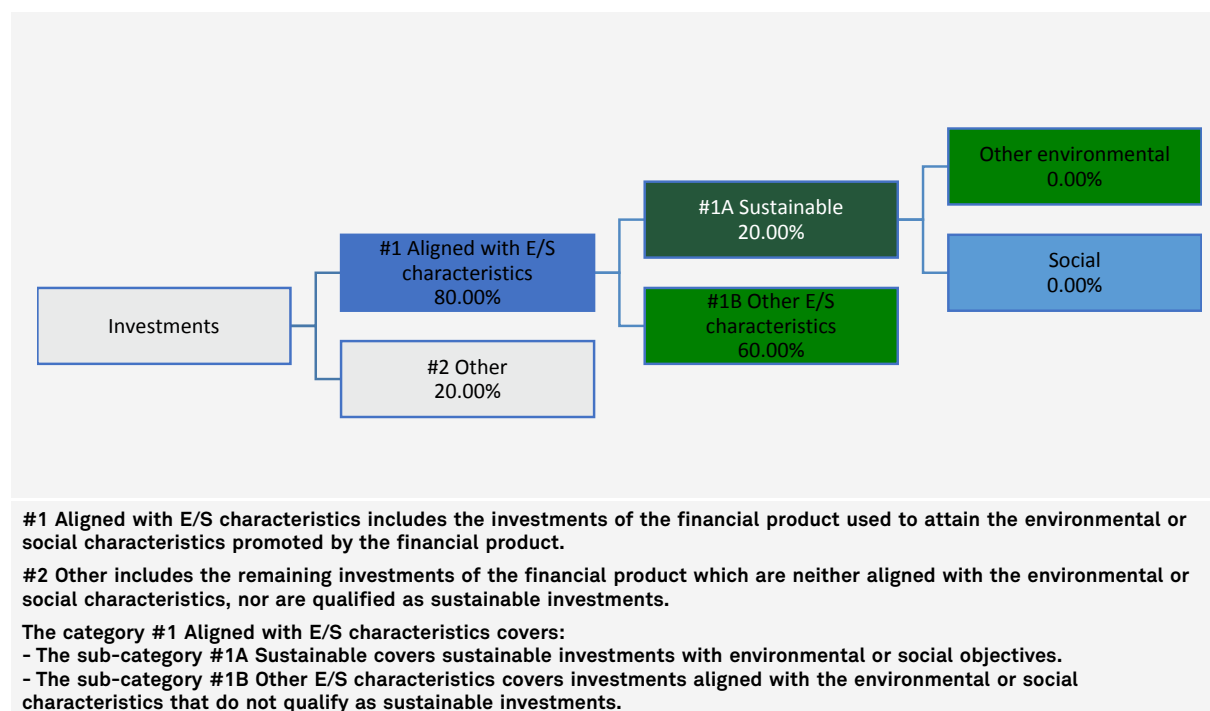 Investments
#1 Aligned with E/S
characteristics
80.00%
#2 Other
20.00%
#1A Sustainable
20.00%
#1B Other E/S
characteristics
60.00%
Other environmental
0.00%
Social
0.00%
#1 Aligned with E/S characteristics includes the investments of the financial product used to attain the environmental or
social characteristics promoted by the financial product.
#2 Other includes the remaining investments of the financial product which are neither aligned with the environmental or
social characteristics, nor are qualified as sustainable investments.
The category #1 Aligned with E/S characteristics covers:
- The sub-category #1A Sustainable covers sustainable investments with environmental or social objectives.
- The sub-category #1B Other E/S characteristics covers investments aligned with the environmental or social
characteristics that do not qualify as sustainable investments.